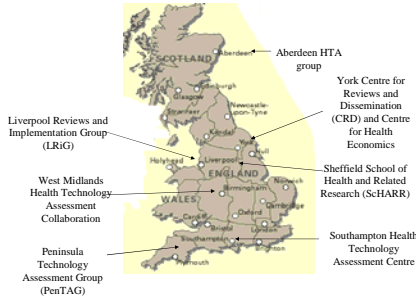 Aberdeen HTA
group
York Centre for
Reviews and
Dissemination
(CRD) and Centre
for Health
Economics
Liverpool Reviews and
Implementation Group
(LRiG)
Sheffield School of
Health and Related
Research (ScHARR)
West Midlands
Health Technology
Assessment
Collaboration
Southampton Health
Technology
Assessment Centre
Peninsula
Technology
Assessment Group
(PenTAG)
SCOTLAND
Aberdeen
Edinburgh
Glasgow
Stranraer
Newcastle-
upon-Tyne
Kendal
York
Hull
Holyhead
Liverpool
ENGLAND
Norwich
Birmingham
WALES
Cambridge
Oxford
Cardiff
London
Bristol
Southampton
Brighton
Plymouth